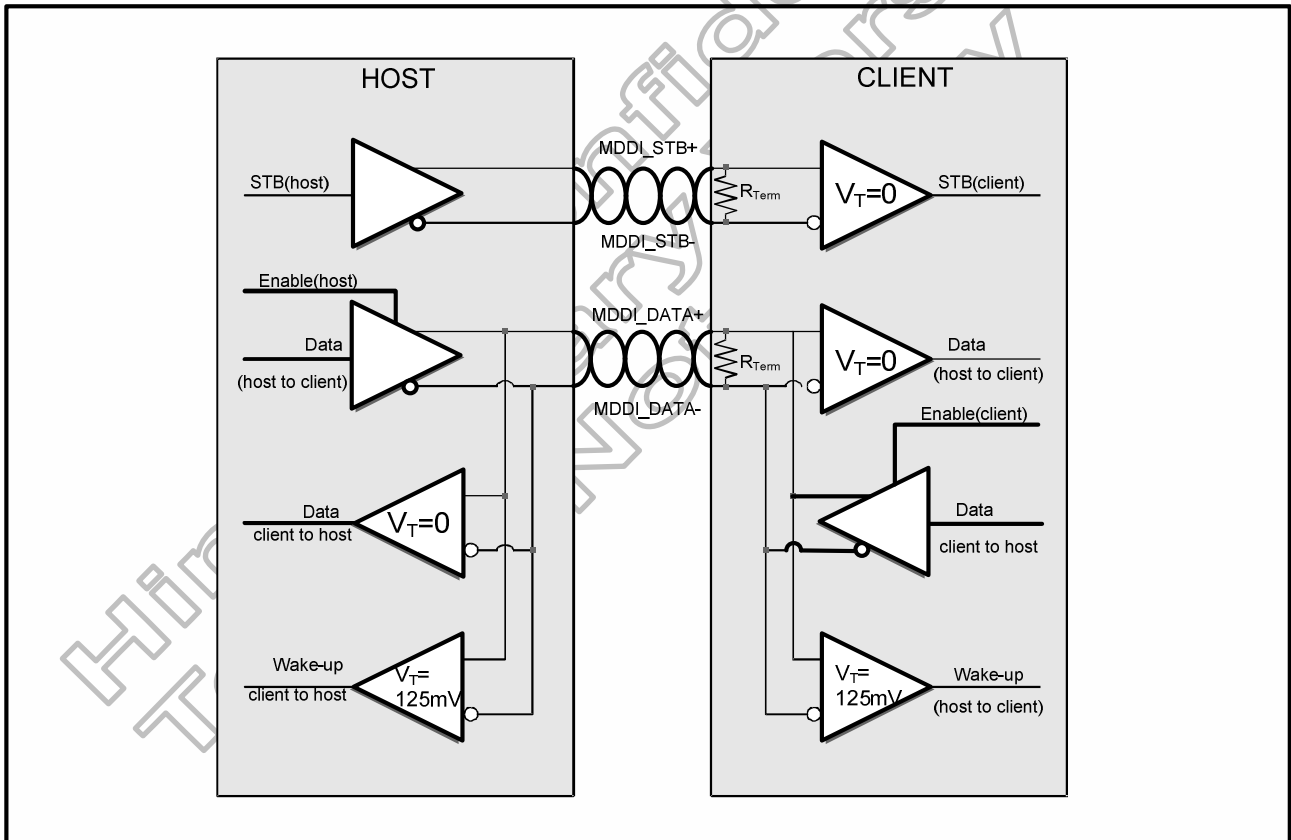 HOST
CLIENT
MDDI_STB+
STB(host)
RTerm
VT=0
STB(client)
MDDI_STB-
Enable(host)
MDDI_DATA+
Data
(host to client)
RTerm
VT=0
Data
(host to client)
MDDI_DATA-
Enable(client)
Data
client to host
VT=0
Data
client to host
Wake-up
client to host
VT=
125mV
VT=
125mV
Wake-up
(host to client)